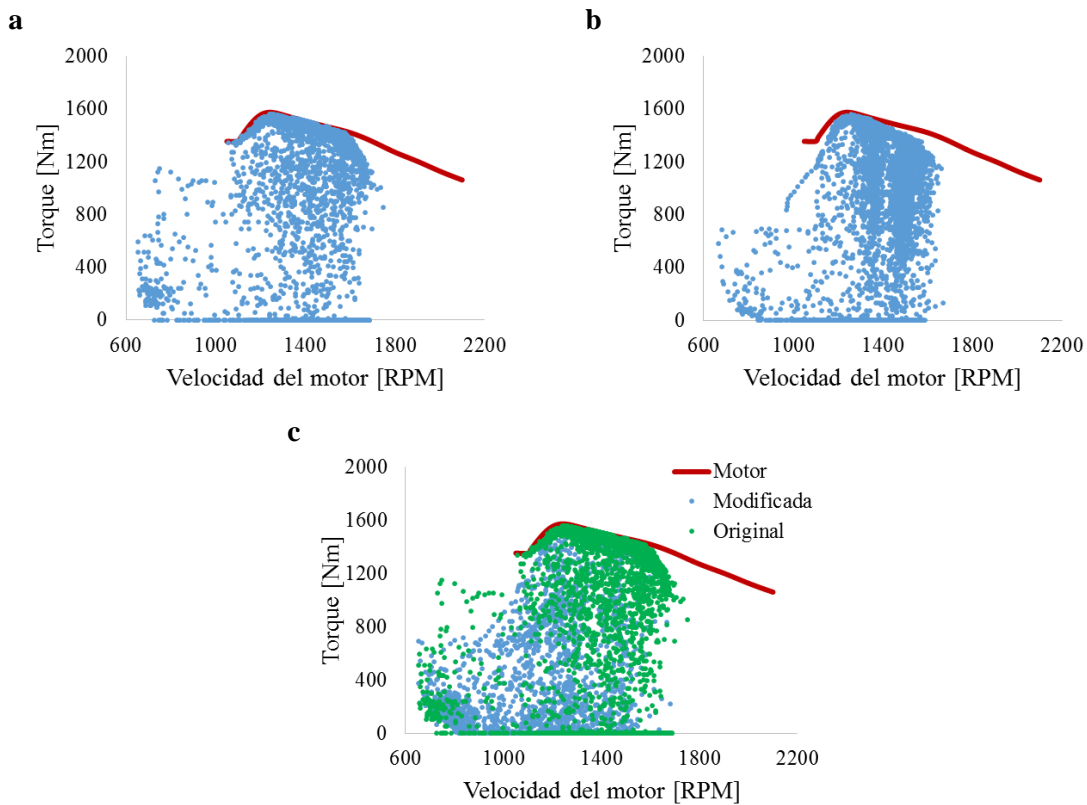 a
2000
1600
1200
800
400
0
600 1000 1400 1800 2200
Torque [Nm]
Velocidad del motor [RPM]
b
2000
1600
1200
800
400
0
600 1000 1400 1800 2200
Torque [Nm]
Velocidad del motor [RPM]
c
2000
1600
1200
800
400
0
600 1000 1400 1800 2200
Torque [Nm]
Velocidad del motor [RPM]
Motor
Modificada
Original